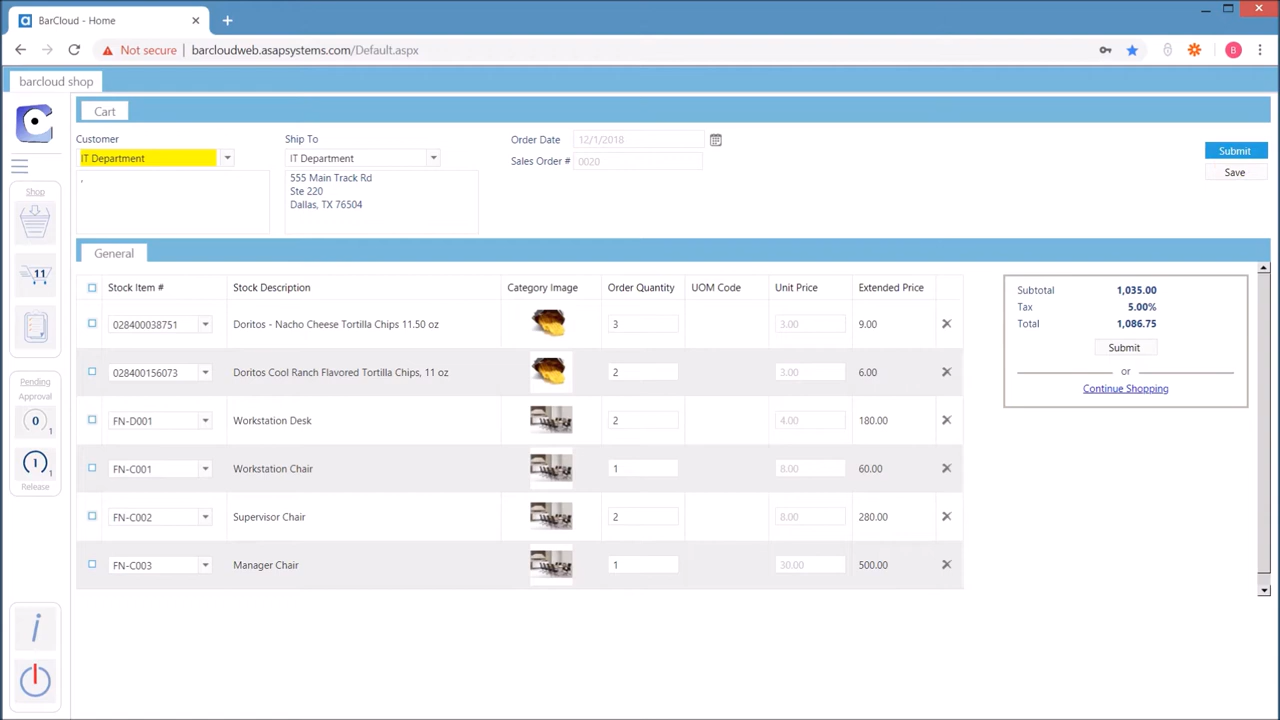 BarCloud - Home
Not secure barcloudweb.asapsystems.com/Default.aspx
B
barcloud shop
Cart
Customer
IT Department
,
Ship To
IT Department
555 Main Track Rd
Ste 220
Dallas, TX 76504
Order Date 12/1/2018
Sales Order # 0020
Submit
Save
Shop
11
Pending
Approval
0 1
1 1
Release
i
General
Stock Item # Stock Description Category Image Order Quantity UOM Code Unit Price Extended Price
028400038751 Doritos - Nacho Cheese Tortilla Chips 11.50 oz 3 3.00 9.00
028400156073 Doritos Cool Ranch Flavored Tortilla Chips, 11 oz 2 3.00 6.00
FN-D001 Workstation Desk 2 4.00 180.00
FN-C001 Workstation Chair 1 8.00 60.00
FN-C002 Supervisor Chair 2 8.00 280.00
FN-C003 Manager Chair 1 30.00 500.00
Subtotal 1,035.00
Tax 5.00%
Total 1,086.75
Submit
or
Continue Shopping